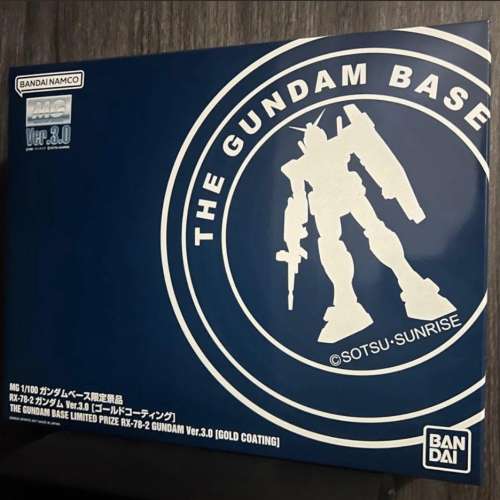 BANDAI NAMCO
MG
Ver.3.0
THE GUNDAM BASE
©SOTSU・SUNRISE
MG 1/100 ガンダムベース限定景品
RX-78-2 ガンダム Ver.3.0 [ゴールドコーティング]
THE GUNDAM BASE LIMITED PRIZE RX-78-2 GUNDAM Ver.3.0 [GOLD COATING]
BAN
DAI